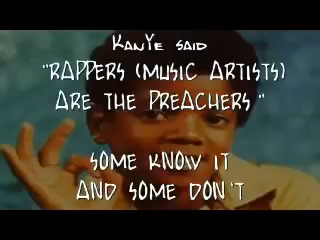 KANYE SAID
"RAPPERS (MUSIC ARTISTS)
ARE THE PREACHERS"
SOME KNOW IT
AND SOME DON'T